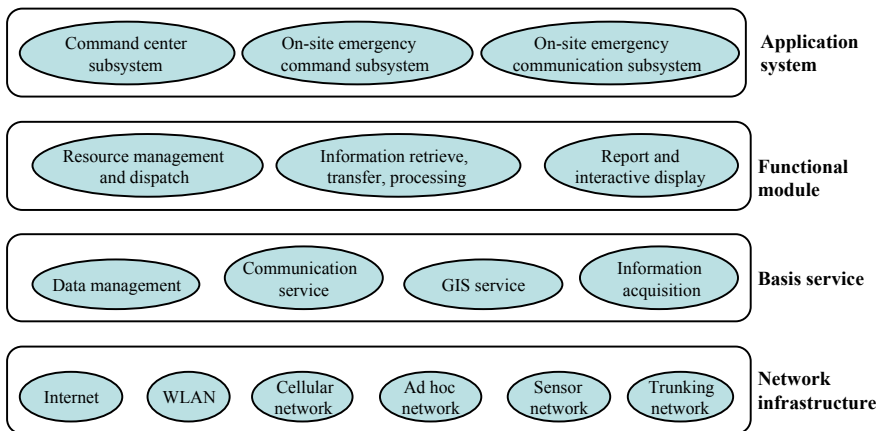 Command center
subsystem
On-site emergency
command subsystem
On-site emergency
communication subsystem
Application
system
Resource management
and dispatch
Information retrieve,
transfer, processing
Report and
interactive display
Functional
module
Data management
Communication
service
GIS service
Information
acquisition
Basis service
Internet
WLAN
Cellular
network
Ad hoc
network
Sensor
network
Trunking
network
Network
infrastructure